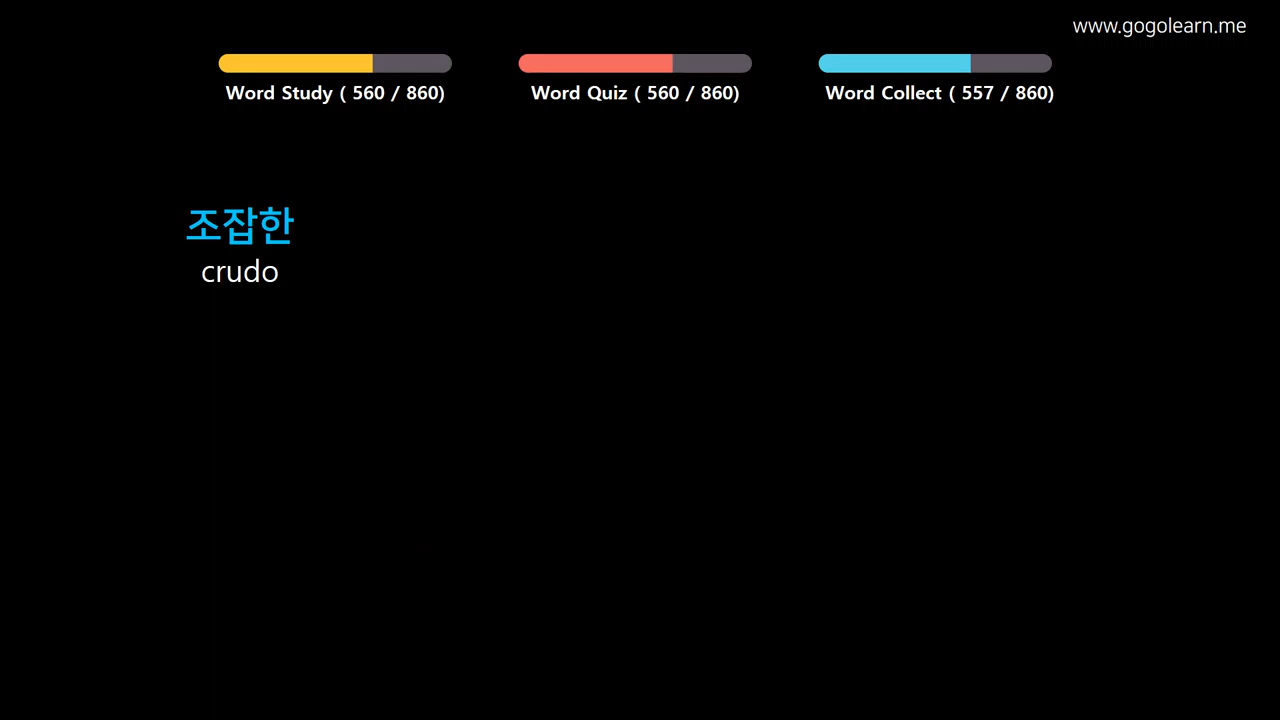 www.gogolearn.me
Word Study ( 560 / 860)
Word Quiz ( 560 / 860)
Word Collect ( 557 / 860)
조잡한
crudo